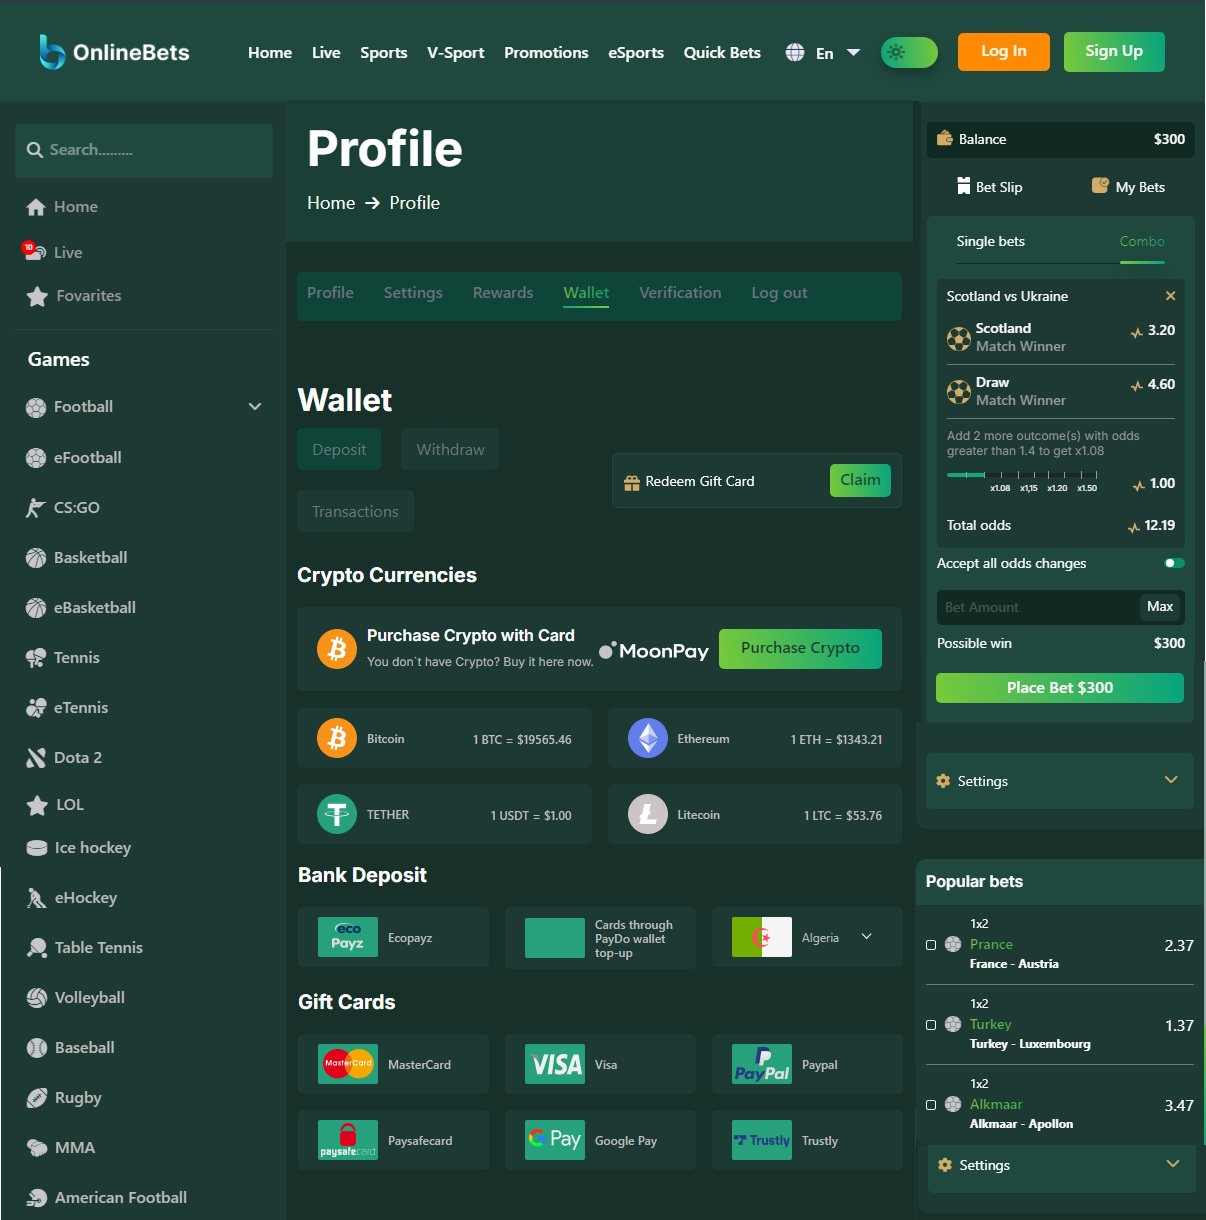 OnlineBets
Home Live Sports V-Sport Promotions eSports Quick Bets En Log In Sign Up
Search.........
Home
10
Live
Fovarites
Games
Football
eFootball
CS:GO
Basketball
eBasketball
Tennis
eTennis
Dota 2
LOL
Ice hockey
eHockey
Table Tennis
Volleyball
Baseball
Rugby
MMA
American Football
Profile
Home → Profile
Profile Settings Rewards Wallet Verification Log out
Wallet
Deposit Withdraw
Transactions
Redeem Gift Card Claim
Crypto Currencies
Purchase Crypto with Card
You don`t have Crypto? Buy it here now.
MoonPay
Purchase Crypto
Bitcoin 1 BTC = $19565.46
Ethereum 1 ETH = $1343.21
TETHER 1 USDT = $1.00
Litecoin 1 LTC = $53.76
Bank Deposit
eco
Payz
Ecopayz
Cards through
PayDo wallet
top-up
Algeria
Gift Cards
MasterCard
MasterCard
VISA
Visa
PayPal
Paypal
paysafecard
Paysafecard
G Pay
Google Pay
Trustly
Trustly
Balance $300
Bet Slip My Bets
Single bets Combo
Scotland vs Ukraine ×
Scotland 3.20
Match Winner
Draw 4.60
Match Winner
Add 2 more outcome(s) with odds
greater than 1.4 to get x1.08
x1.08 x1,15 x1.20 x1.50 1.00
Total odds 12.19
Accept all odds changes
Bet Amount Max
Possible win $300
Place Bet $300
Settings
Popular bets
1x2
Prance 2.37
France - Austria
1x2
Turkey 1.37
Turkey - Luxembourg
1x2
Alkmaar 3.47
Alkmaar - Apollon
Settings